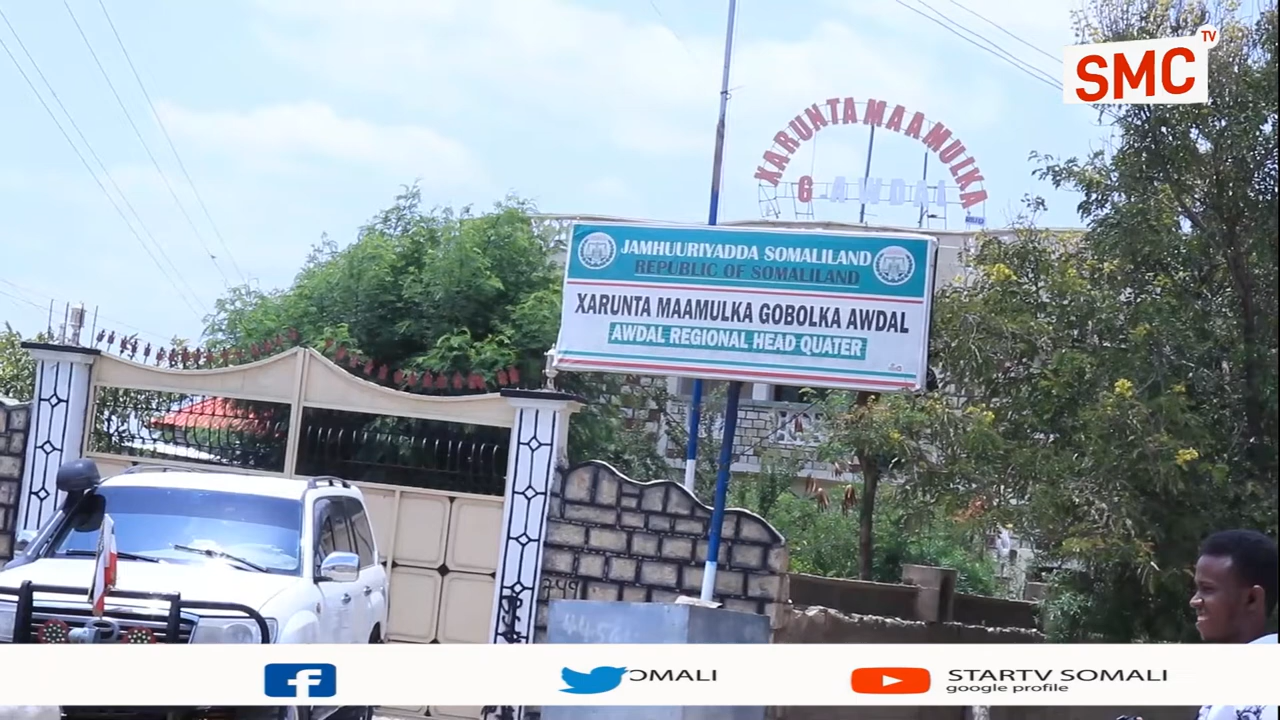 SMC TV
XARUNTA MAAMULKA
G.AWDAL
JAMHUURIYADDA SOMALILAND
REPUBLIC OF SOMALILAND
XARUNTA MAAMULKA GOBOLKA AWDAL
AWDAL REGIONAL HEAD QUATER
OMALI
STARTV SOMALI
google profile